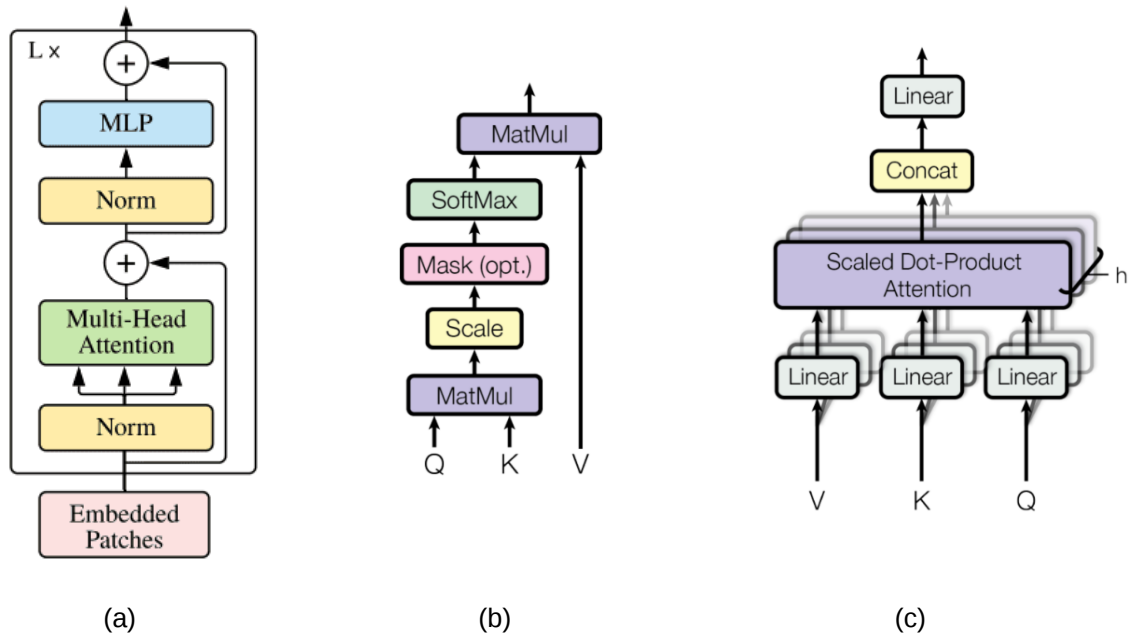 L ×
+
MLP
Norm
+
Multi-Head
Attention
Norm
Embedded
Patches
(a)
MatMul
SoftMax
Mask (opt.)
Scale
MatMul
Q K V
(b)
Linear
Concat
Scaled Dot-Product
Attention
h
Linear Linear Linear
V K Q
(c)